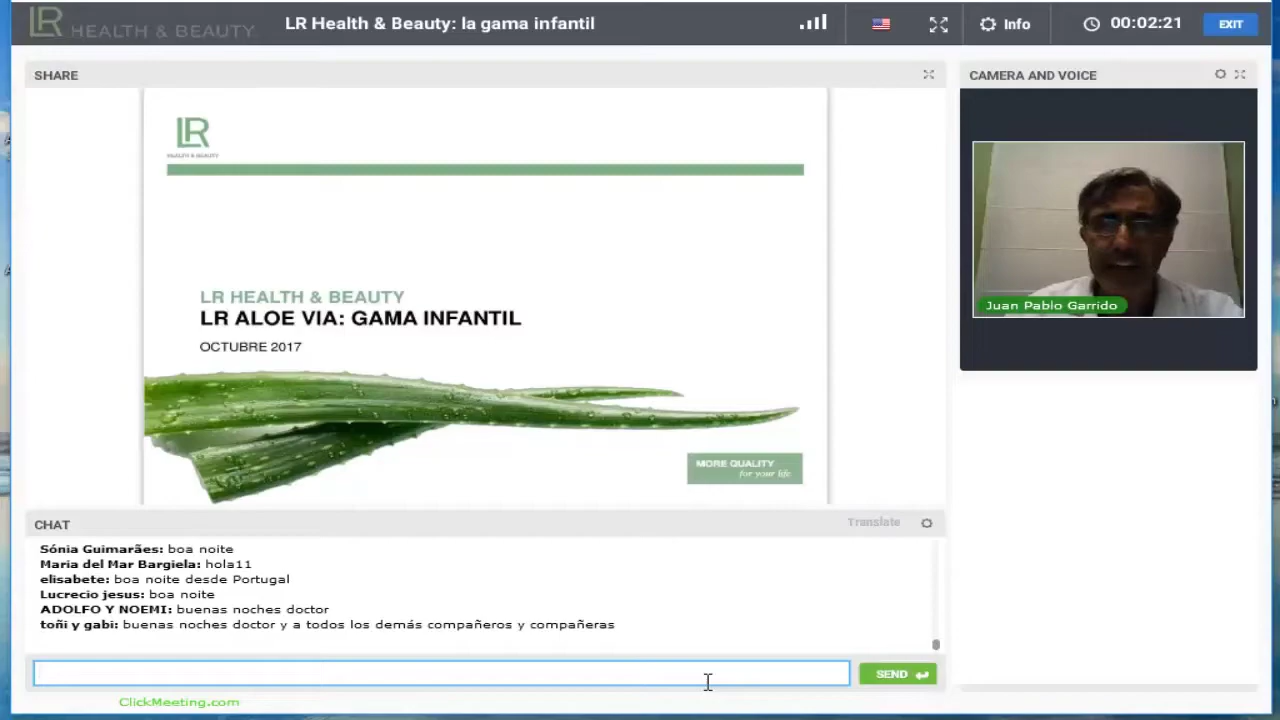 LR HEALTH & BEAUTY
LR Health & Beauty: la gama infantil
Info
00:02:21
EXIT
SHARE
CAMERA AND VOICE
LR
HEALTH & BEAUTY
LR HEALTH & BEAUTY
LR ALOE VIA: GAMA INFANTIL
OCTUBRE 2017
MORE QUALITY
for your life.
Juan Pablo Garrido
CHAT
Translate
Sónia Guimarães: boa noite
Maria del Mar Bargiela: hola11
elisabete: boa noite desde Portugal
Lucrecio jesus: boa noite
ADOLFO Y NOEMI: buenas noches doctor
toñi y gabi: buenas noches doctor y a todos los demás compañeros y compañeras
SEND
ClickMeeting.com